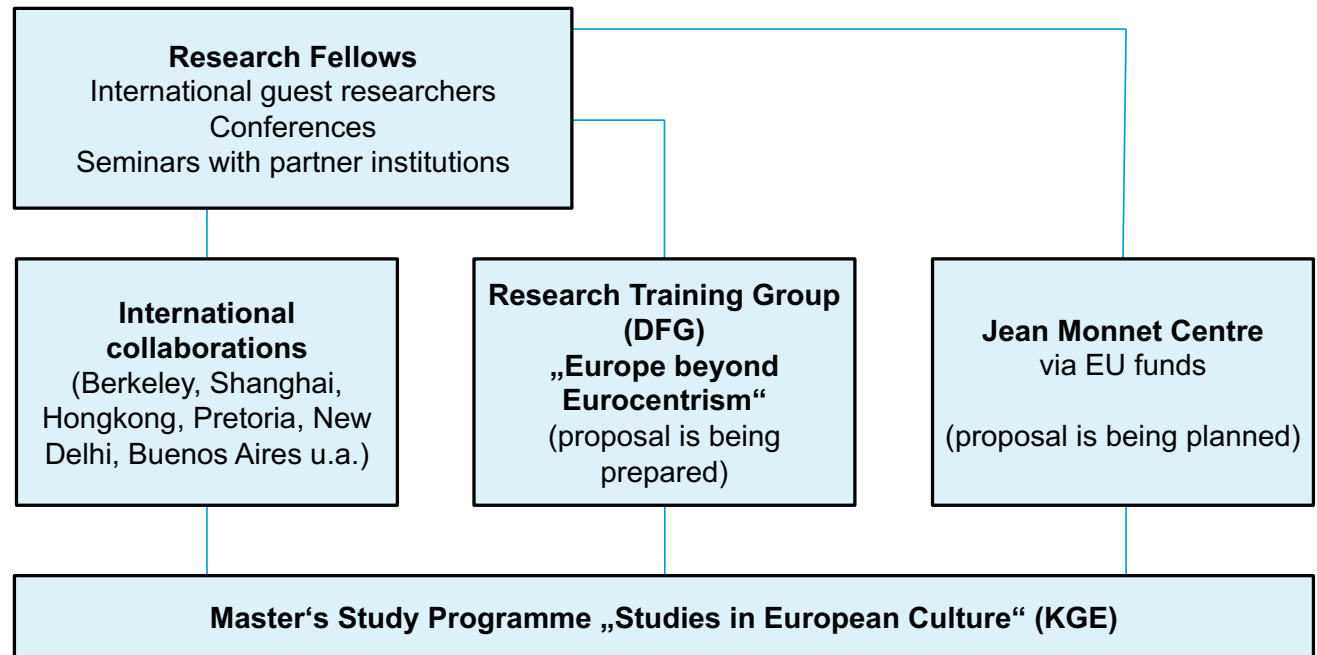 Research Fellows
International guest researchers
Conferences
Seminars with partner institutions
International
collaborations
(Berkeley, Shanghai,
Hongkong, Pretoria, New
Delhi, Buenos Aires u.a.)
Research Training Group
(DFG)
„Europe beyond
Eurocentrism“
(proposal is being
prepared)
Jean Monnet Centre
via EU funds
(proposal is being planned)
Master‘s Study Programme „Studies in European Culture“ (KGE)